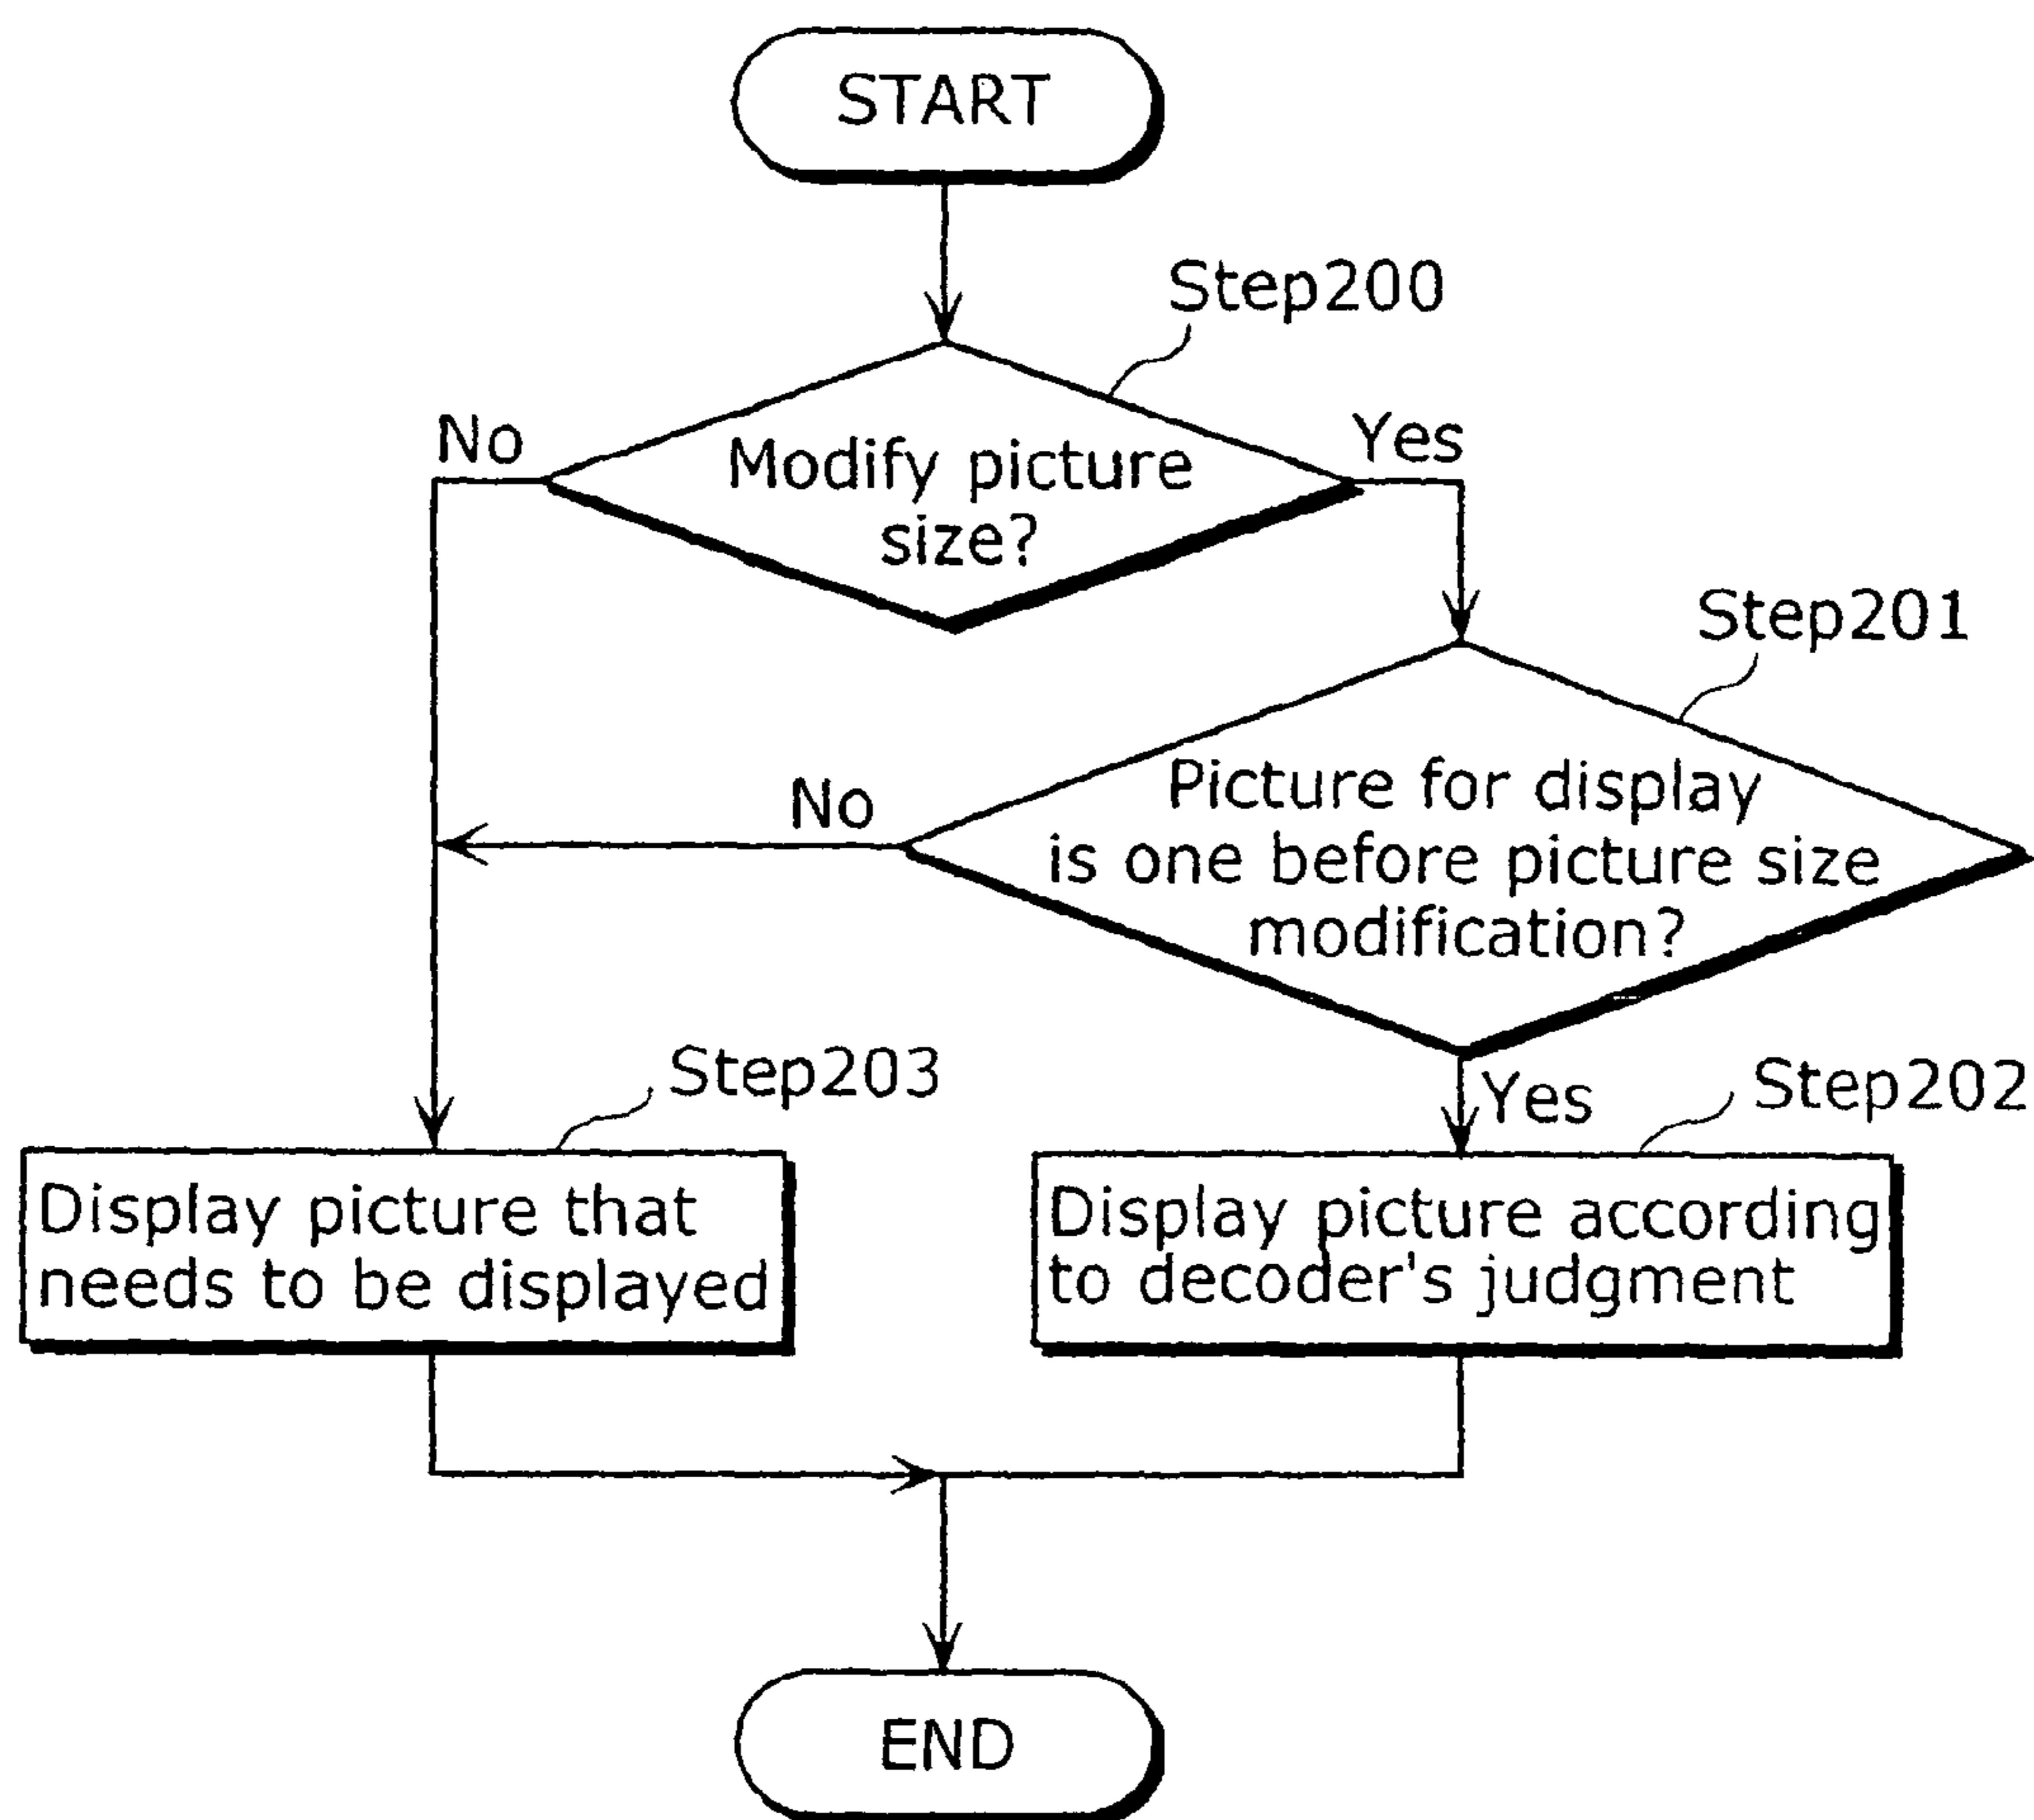 START
Step200
No
Yes
Modify picture
size?
Step201
No
Picture for display
is one before picture size
modification?
Step203
Yes
Step202
Display picture that
needs to be displayed
Display picture according
to decoder's judgment
END